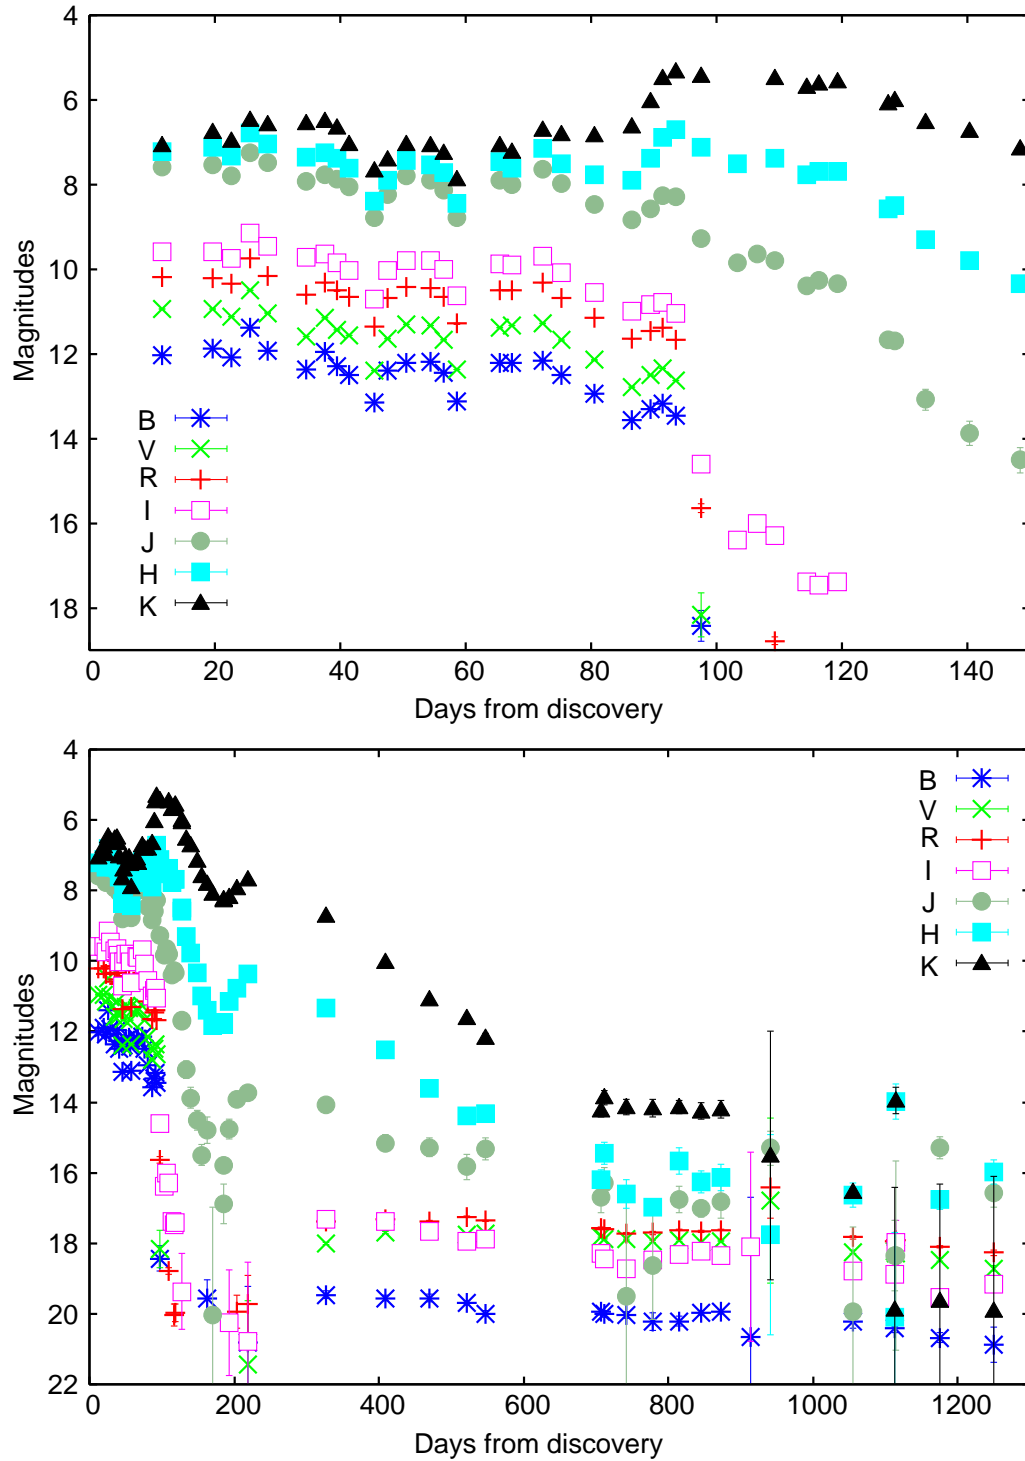 4
6
8
10
12
14
16
18
Magnitudes
B
V
R
I
J
H
K
0 20 40 60 80 100 120 140
Days from discovery
4
6
8
10
12
14
16
18
20
22
Magnitudes
B
V
R
I
J
H
K
0 200 400 600 800 1000 1200
Days from discovery